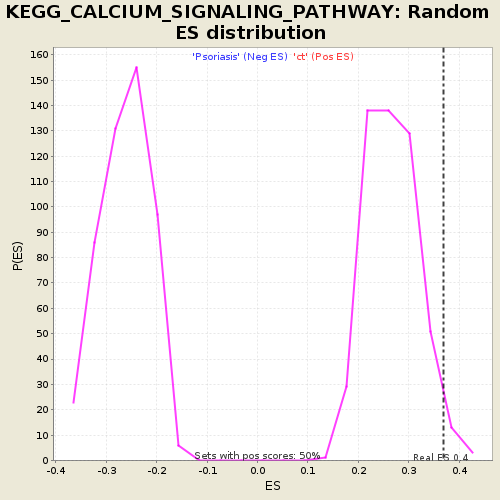 KEGG_CALCIUM_SIGNALING_PATHWAY: Random
ES distribution
'Psoriasis' (Neg ES) 'ct' (Pos ES)
160
150
140
130
120
110
100
90
80
70
60
50
40
30
20
10
0
P(ES)
Sets with pos scores: 50%
Real ES 0.4
-0.4 -0.3 -0.2 -0.1 0.0 0.1 0.2 0.3 0.4
ES